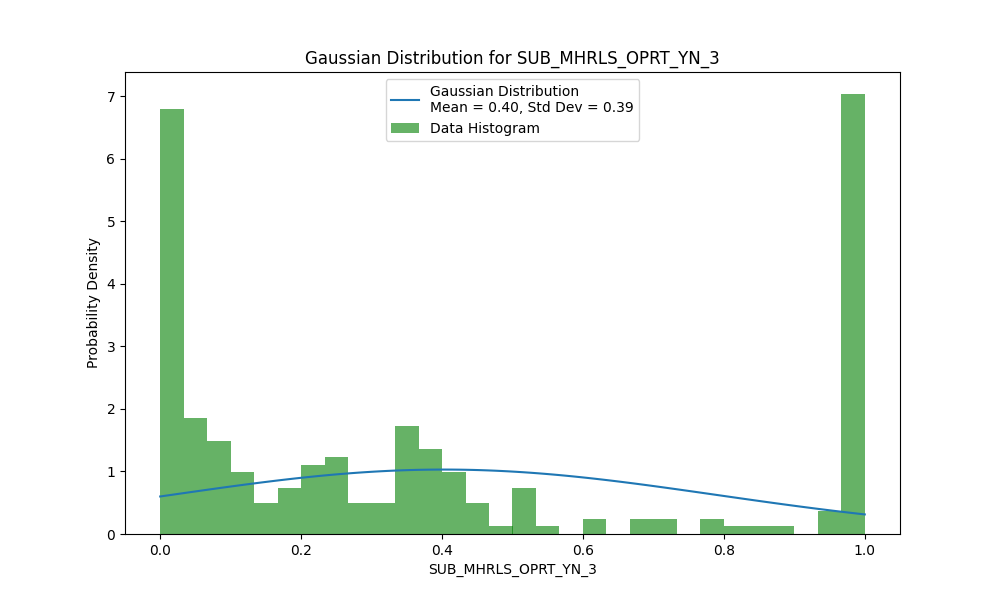 Gaussian Distribution for SUB_MHRLS_OPRT_YN_3
Gaussian Distribution
Mean = 0.40, Std Dev = 0.39
Data Histogram
Probability Density
7
6
5
4
3
2
1
0
0.0 0.2 0.4 0.6 0.8 1.0
SUB_MHRLS_OPRT_YN_3